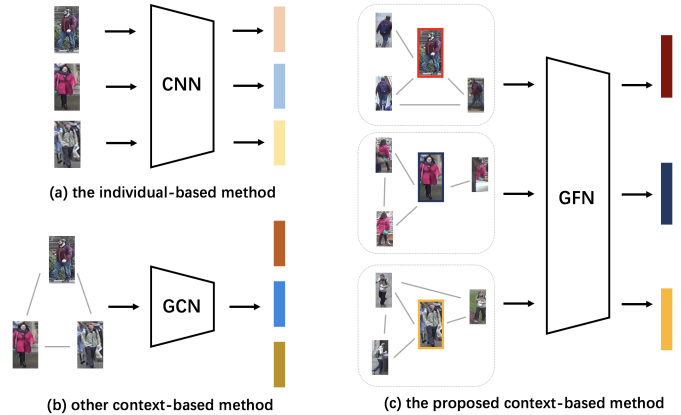 CNN
(a) the individual-based method
GCN
(b) other context-based method
GFN
(c) the proposed context-based method